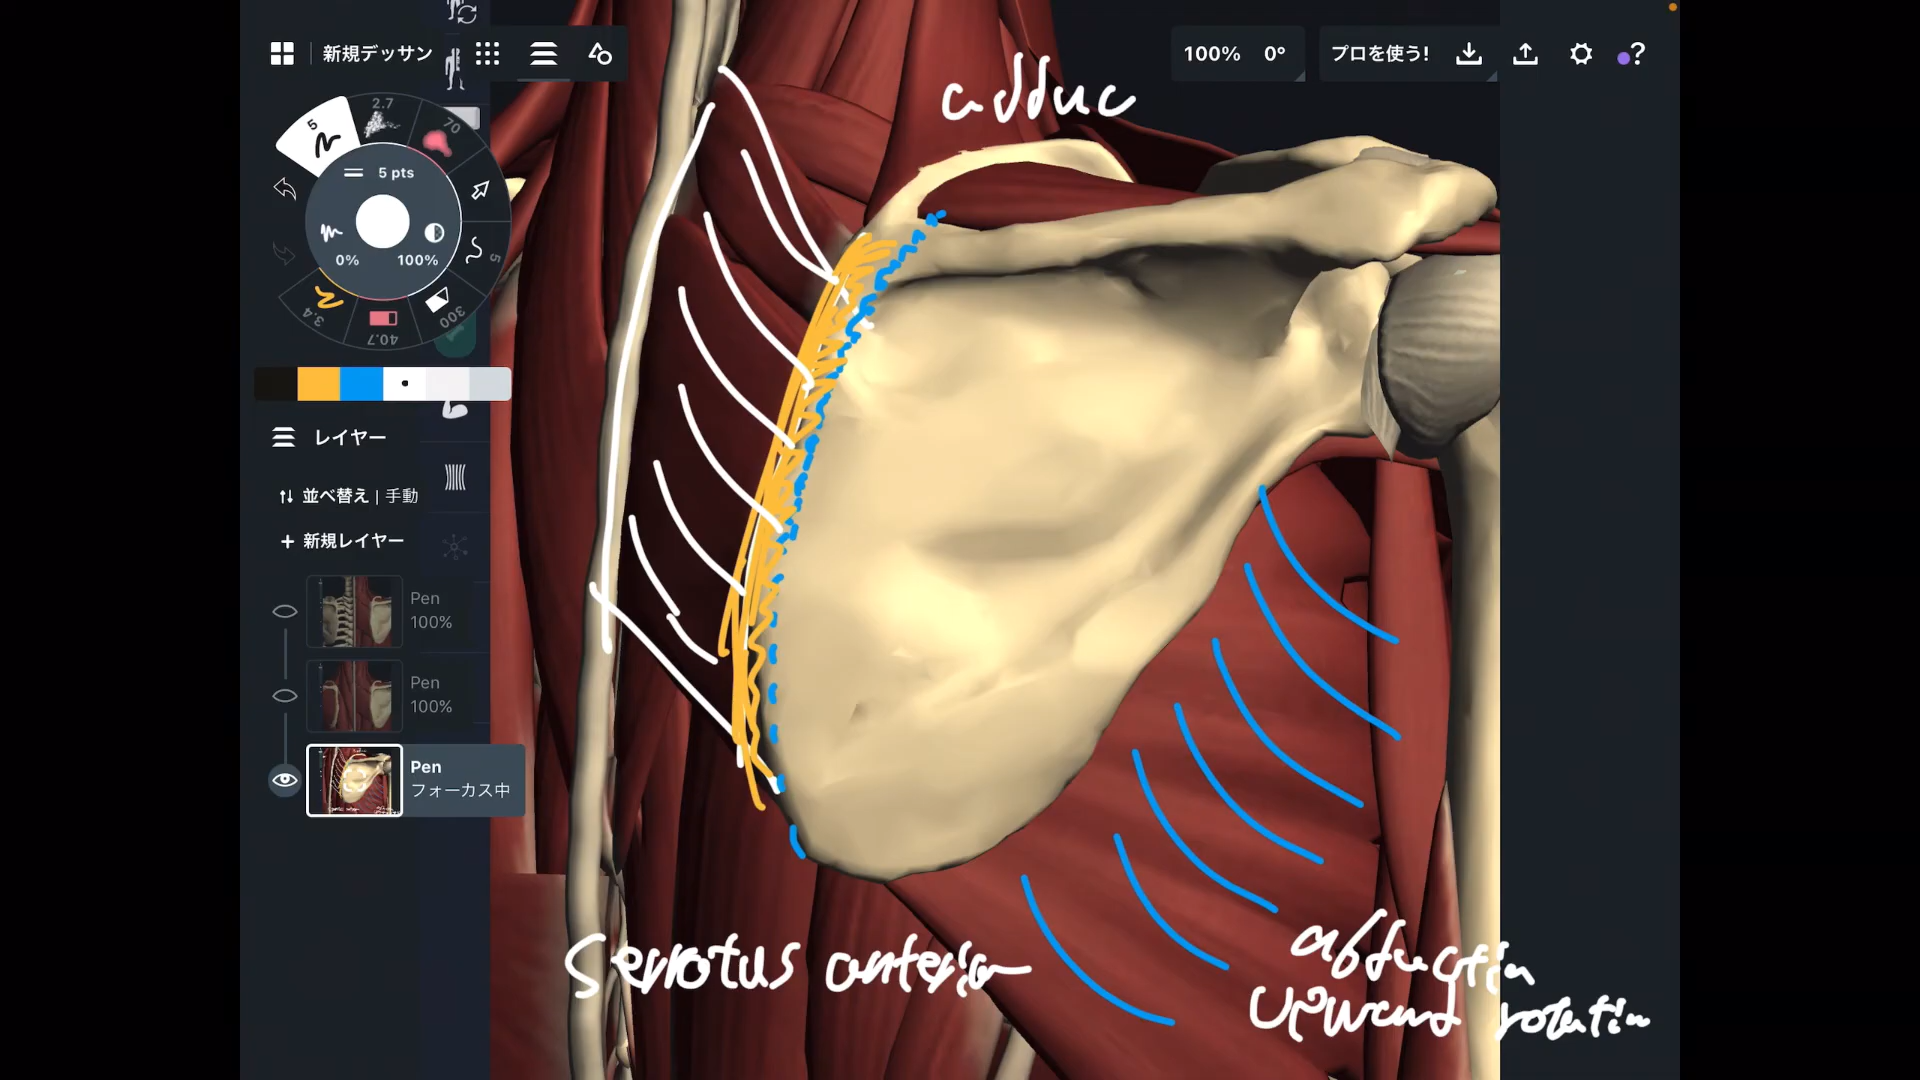 新規デッサン
100% 0°
プロを使う!
?
adduc
2.7
5
70
5 pts
5
0% 100%
3.4
40.7
300
レイヤー
並べ替え | 手動
+ 新規レイヤー
Pen
100%
Pen
100%
Pen
フォーカス中
Serratus anterior
abduction
Upward rotation